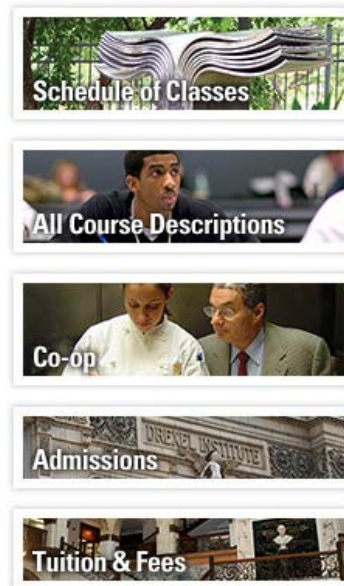 Schedule of Classes
All Course Descriptions
Co-op
DREXEL INSTITUTE
Admissions
Tuition & Fees